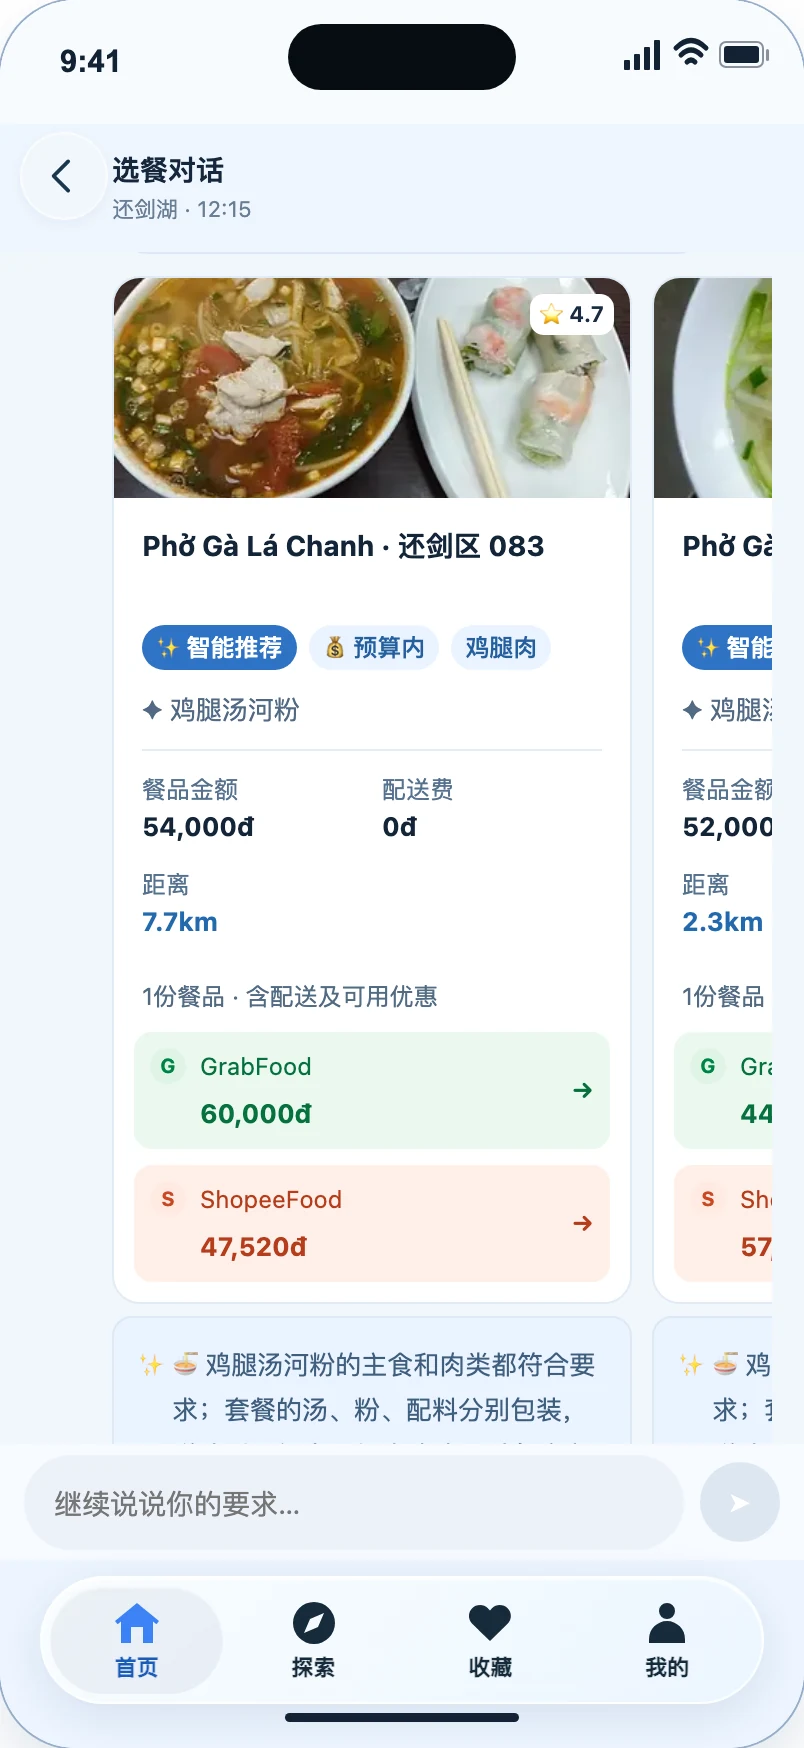 9:41
选餐对话
还剑湖 · 12:15
4.7
Phở Gà Lá Chanh · 还剑区 083
Phở Gà
✨ 智能推荐
💰 预算内
鸡腿肉
✨ 智能
✦ 鸡腿汤河粉
✦ 鸡腿
餐品金额
配送费
餐品金额
54,000đ
0đ
52,000
距离
距离
7.7km
2.3km
1份餐品 · 含配送及可用优惠
1份餐品
G GrabFood
60,000đ
→
G Gra
44
S ShopeeFood
47,520đ
→
S Sho
57,
✨ 🍜 鸡腿汤河粉的主食和肉类都符合要
求；套餐的汤、粉、配料分别包装，
✨ 🍜 鸡
求；
继续说说你的要求...
首页
探索
收藏
我的